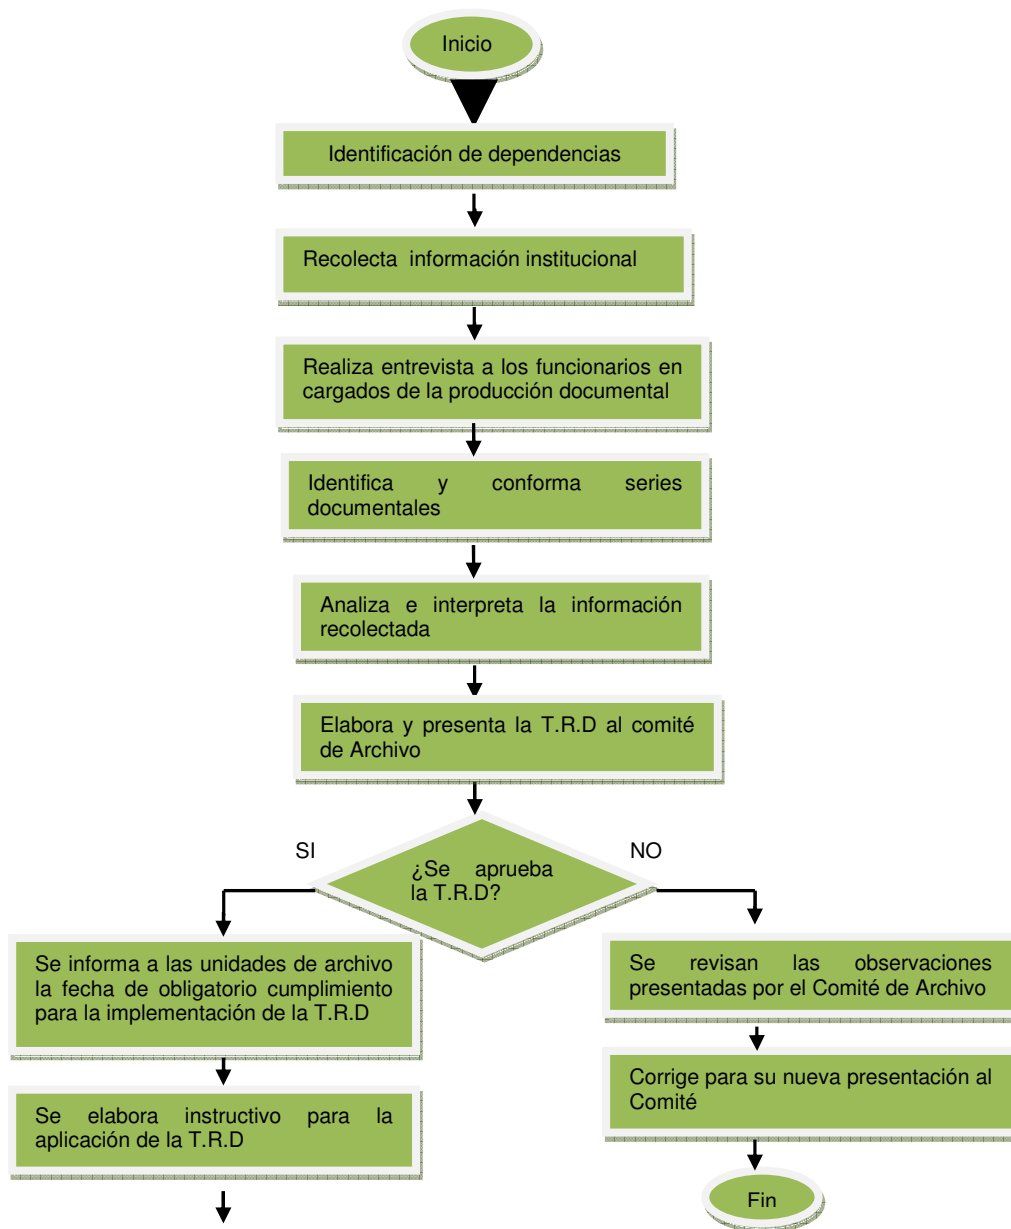 Inicio
Identificación de dependencias
Recolecta información institucional
Realiza entrevista a los funcionarios en
cargados de la producción documental
Identifica y conforma series
documentales
Analiza e interpreta la información
recolectada
Elabora y presenta la T.R.D al comité
de Archivo
SI
NO
¿Se aprueba
la T.R.D?
Se informa a las unidades de archivo
la fecha de obligatorio cumplimiento
para la implementación de la T.R.D
Se elabora instructivo para la
aplicación de la T.R.D
Se revisan las observaciones
presentadas por el Comité de Archivo
Corrige para su nueva presentación al
Comité
Fin